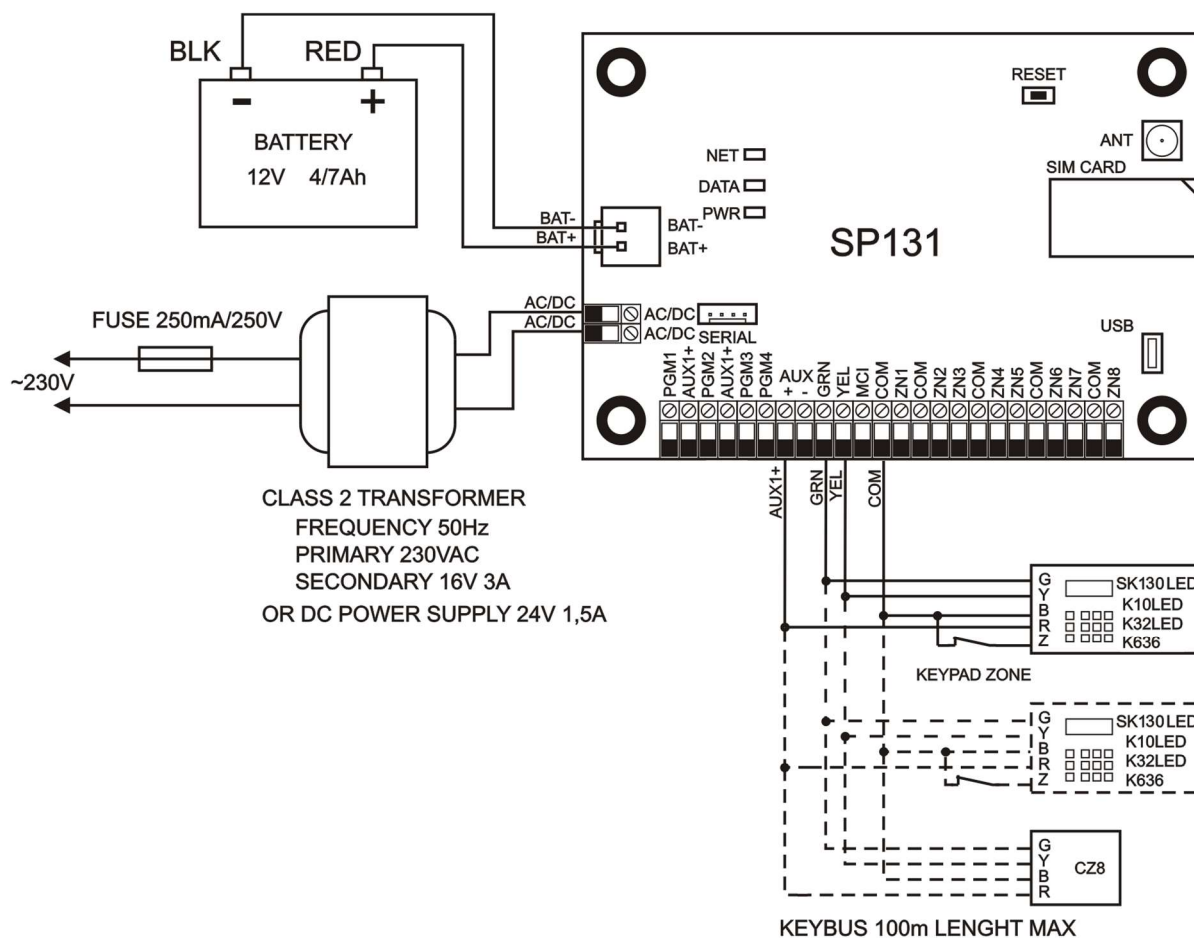 BLK RED
- +
BATTERY
12V 4/7Ah
RESET
ANT
SIM CARD
NET
DATA
PWR
SP131
BAT- BAT-
BAT+ BAT+
AC/DC AC/DC
AC/DC AC/DC
SERIAL
USB
FUSE 250mA/250V
~230V
PGM1
AUX1+
PGM2
AUX1+
PGM3
PGM4
AUX
+ -
GRN
YEL
MCI
COM
ZN1
COM
ZN2
ZN3
COM
ZN4
ZN5
COM
ZN6
ZN7
COM
ZN8
AUX1+
GRN
YEL
COM
CLASS 2 TRANSFORMER
FREQUENCY 50Hz
PRIMARY 230VAC
SECONDARY 16V 3A
OR DC POWER SUPPLY 24V 1,5A
G SK130LED
Y K10LED
B K32LED
R K636
Z
KEYPAD ZONE
G SK130LED
Y K10LED
B K32LED
R K636
Z
G
Y CZ8
B
R
KEYBUS 100m LENGHT MAX